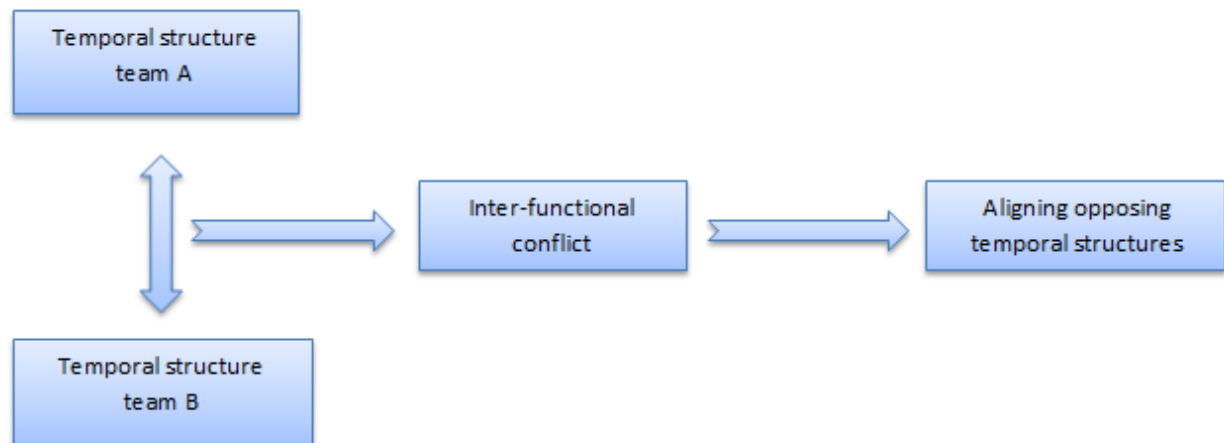 Temporal structure
team A
Inter-functional
conflict
Aligning opposing
temporal structures
Temporal structure
team B